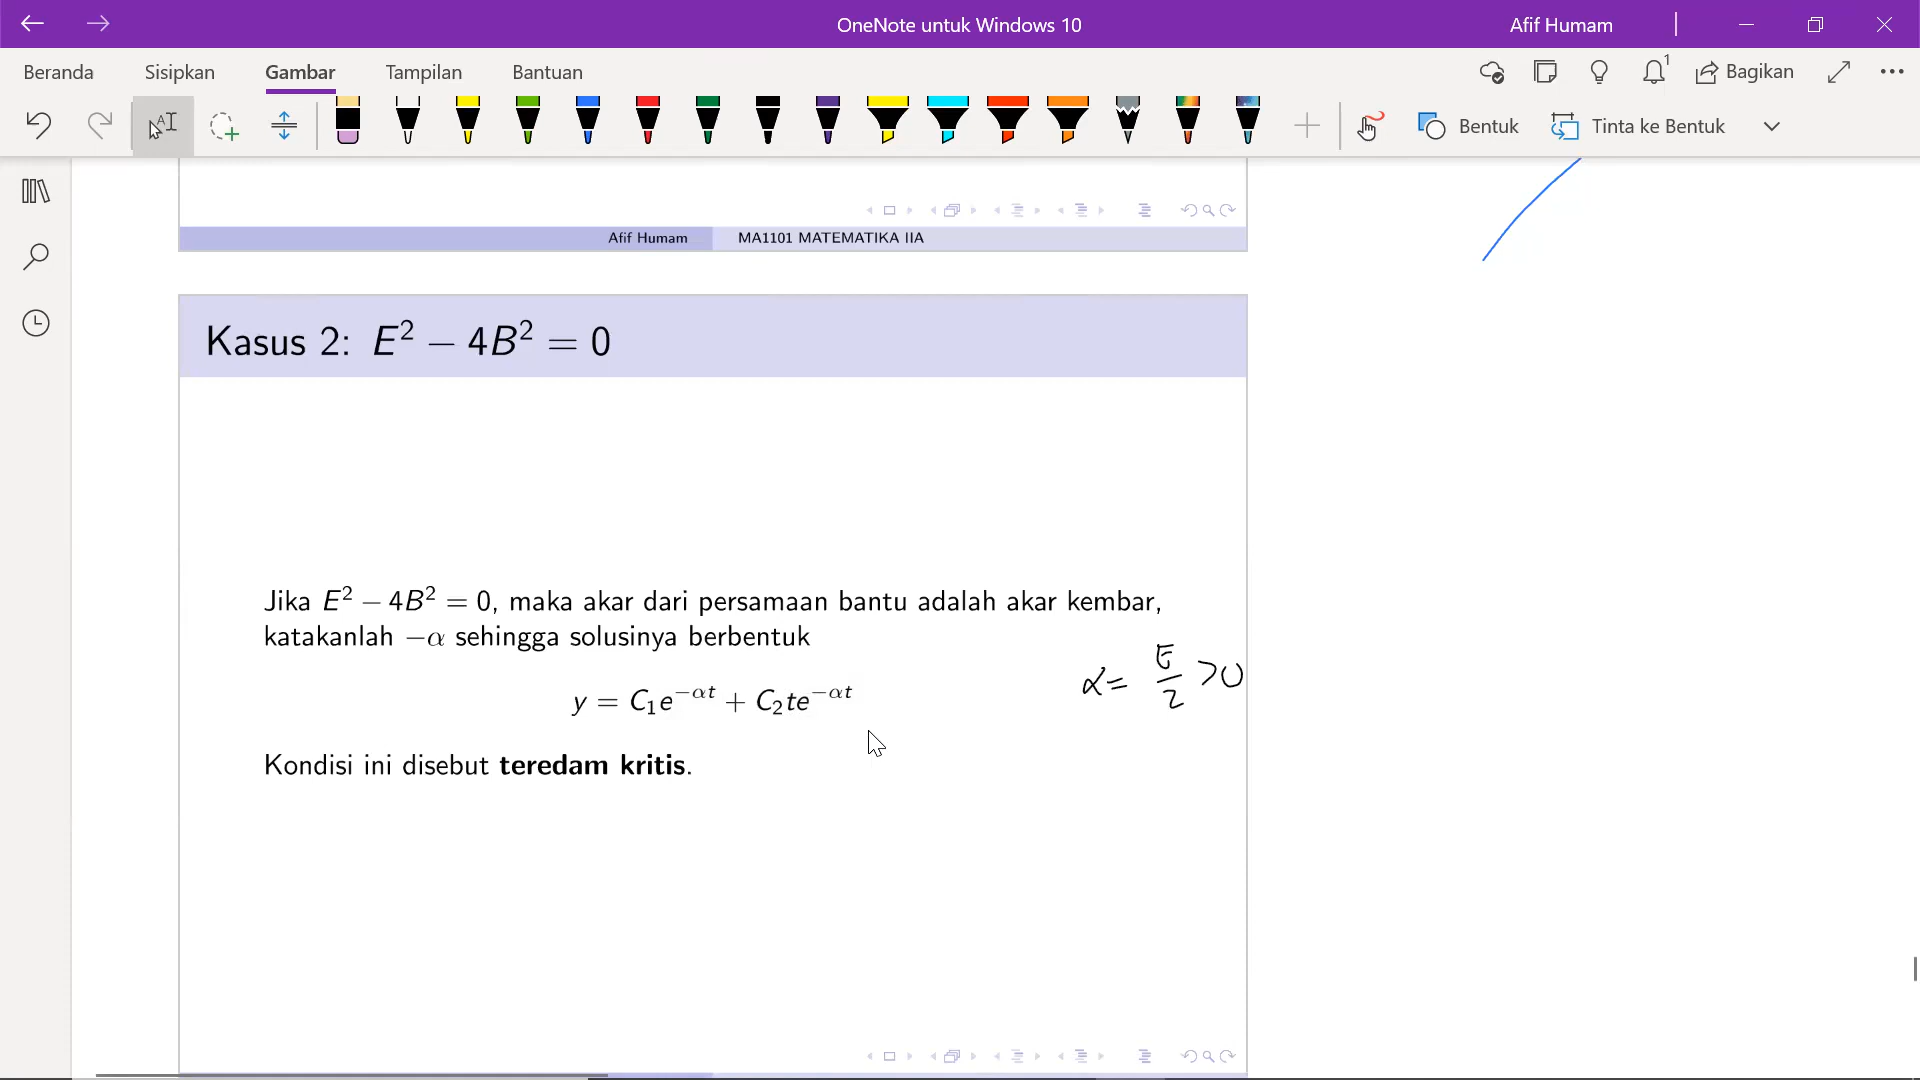 OneNote untuk Windows 10
Afif Humam
Beranda Sisipkan Gambar Tampilan Bantuan
1
Bagikan
Bentuk
Tinta ke Bentuk
Afif Humam MA1101 MATEMATIKA IIA
Kasus 2: E² − 4B² = 0
Jika E² − 4B² = 0, maka akar dari persamaan bantu adalah akar kembar,
katakanlah −α sehingga solusinya berbentuk
α = E/2 > 0
y = C₁e^{−αt} + C₂te^{−αt}
Kondisi ini disebut teredam kritis.